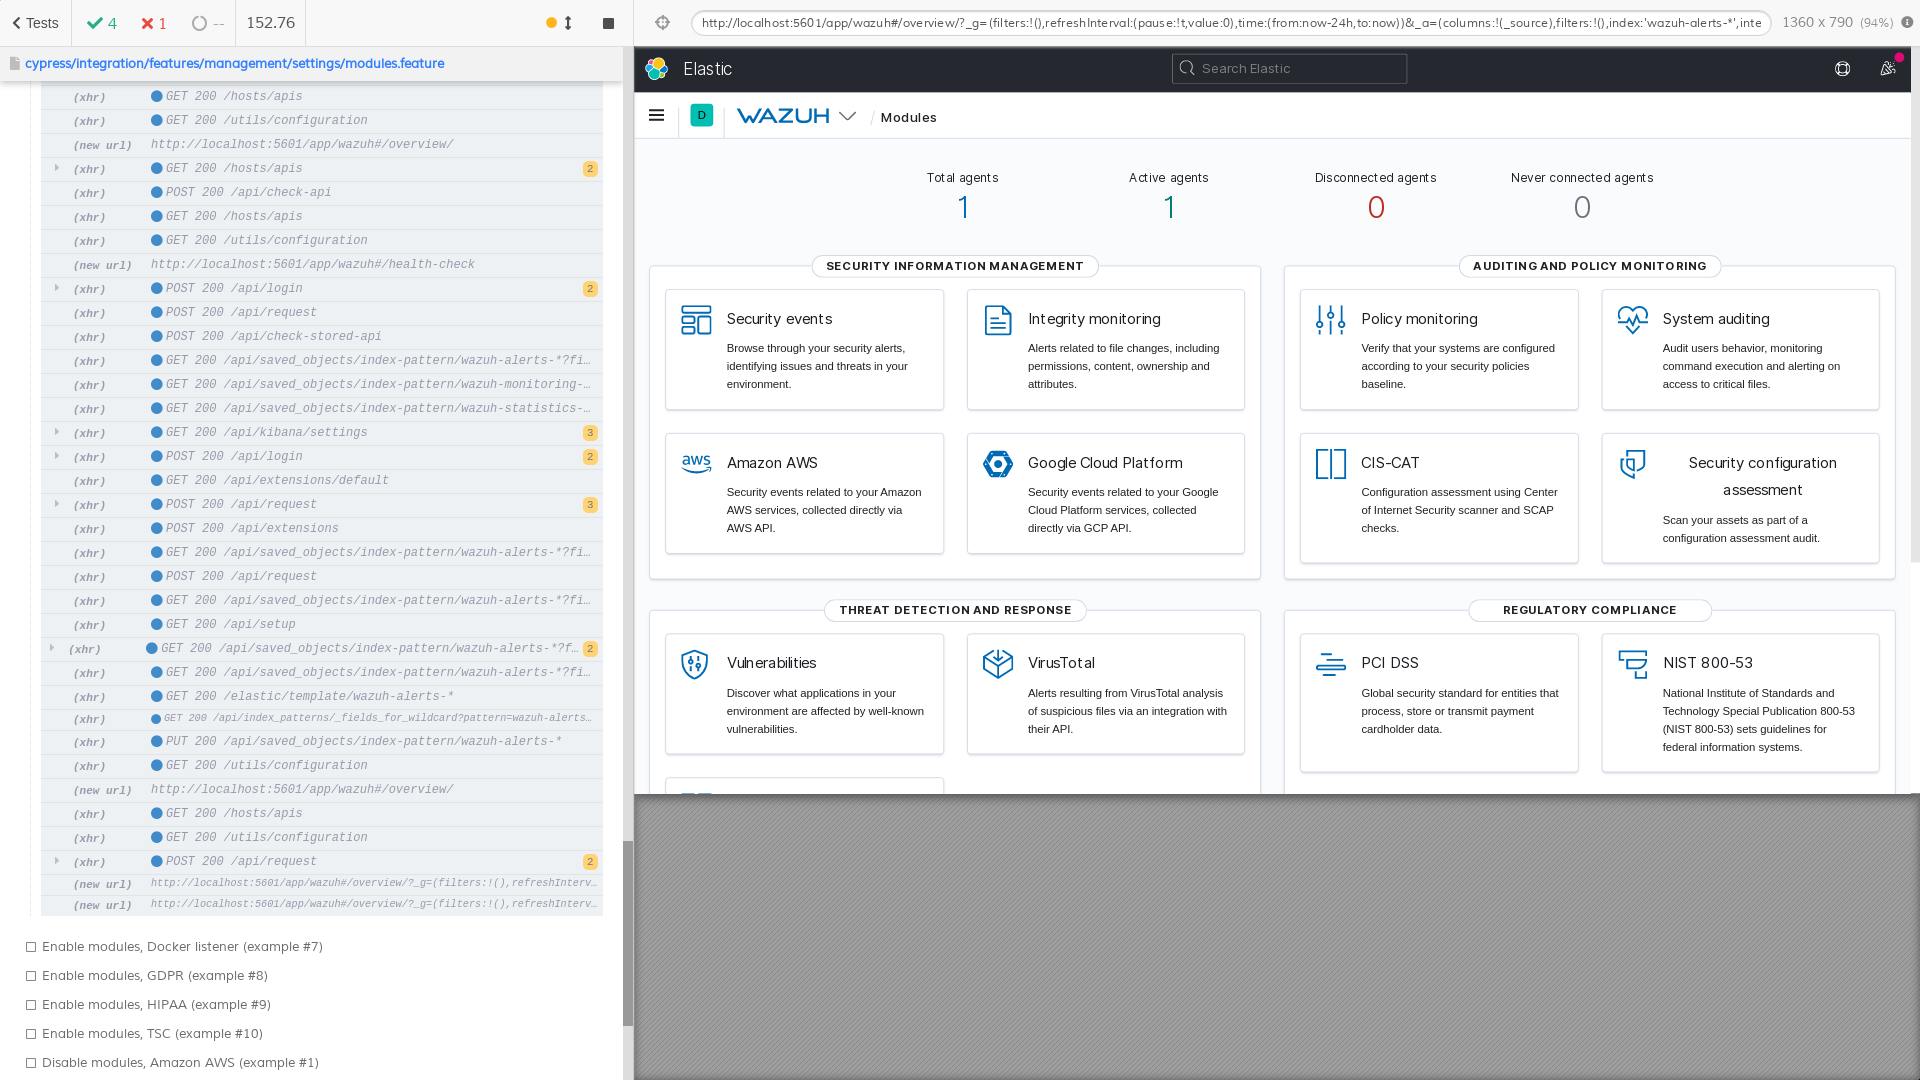 Tests
4
1
--
152.76
cypress/integration/features/management/settings/modules.feature
(xhr) GET 200 /hosts/apis
(xhr) GET 200 /utils/configuration
(new url) http://localhost:5601/app/wazuh#/overview/
(xhr) GET 200 /hosts/apis 2
(xhr) POST 200 /api/check-api
(xhr) GET 200 /hosts/apis
(xhr) GET 200 /utils/configuration
(new url) http://localhost:5601/app/wazuh#/health-check
(xhr) POST 200 /api/login 2
(xhr) POST 200 /api/request
(xhr) POST 200 /api/check-stored-api
(xhr) GET 200 /api/saved_objects/index-pattern/wazuh-alerts-*?fi…
(xhr) GET 200 /api/saved_objects/index-pattern/wazuh-monitoring-…
(xhr) GET 200 /api/saved_objects/index-pattern/wazuh-statistics-…
(xhr) GET 200 /api/kibana/settings 3
(xhr) POST 200 /api/login 2
(xhr) GET 200 /api/extensions/default
(xhr) POST 200 /api/request 3
(xhr) POST 200 /api/extensions
(xhr) GET 200 /api/saved_objects/index-pattern/wazuh-alerts-*?fi…
(xhr) POST 200 /api/request
(xhr) GET 200 /api/saved_objects/index-pattern/wazuh-alerts-*?fi…
(xhr) GET 200 /api/setup
(xhr) GET 200 /api/saved_objects/index-pattern/wazuh-alerts-*?f… 2
(xhr) GET 200 /api/saved_objects/index-pattern/wazuh-alerts-*?fi…
(xhr) GET 200 /elastic/template/wazuh-alerts-*
(xhr) GET 200 /api/index_patterns/_fields_for_wildcard?pattern=wazuh-alerts…
(xhr) PUT 200 /api/saved_objects/index-pattern/wazuh-alerts-*
(xhr) GET 200 /utils/configuration
(new url) http://localhost:5601/app/wazuh#/overview/
(xhr) GET 200 /hosts/apis
(xhr) GET 200 /utils/configuration
(xhr) POST 200 /api/request 2
(new url) http://localhost:5601/app/wazuh#/overview/?_g=(filters:!(),refreshInterv…
(new url) http://localhost:5601/app/wazuh#/overview/?_g=(filters:!(),refreshInterv…
Enable modules, Docker listener (example #7)
Enable modules, GDPR (example #8)
Enable modules, HIPAA (example #9)
Enable modules, TSC (example #10)
Disable modules, Amazon AWS (example #1)
http://localhost:5601/app/wazuh#/overview/?_g=(filters:!(),refreshInterval:(pause:!t,value:0),time:(from:now-24h,to:now))&_a=(columns:!(_source),filters:!(),index:'wazuh-alerts-*',inte
1360 x 790 (94%)
Elastic
Search Elastic
D
WAZUH
/ Modules
Total agents
1
Active agents
1
Disconnected agents
0
Never connected agents
0
SECURITY INFORMATION MANAGEMENT
Security events
Browse through your security alerts,
identifying issues and threats in your
environment.
Integrity monitoring
Alerts related to file changes, including
permissions, content, ownership and
attributes.
aws
Amazon AWS
Security events related to your Amazon
AWS services, collected directly via
AWS API.
Google Cloud Platform
Security events related to your Google
Cloud Platform services, collected
directly via GCP API.
AUDITING AND POLICY MONITORING
Policy monitoring
Verify that your systems are configured
according to your security policies
baseline.
System auditing
Audit users behavior, monitoring
command execution and alerting on
access to critical files.
CIS-CAT
Configuration assessment using Center
of Internet Security scanner and SCAP
checks.
Security configuration
assessment
Scan your assets as part of a
configuration assessment audit.
THREAT DETECTION AND RESPONSE
Vulnerabilities
Discover what applications in your
environment are affected by well-known
vulnerabilities.
VirusTotal
Alerts resulting from VirusTotal analysis
of suspicious files via an integration with
their API.
REGULATORY COMPLIANCE
PCI DSS
Global security standard for entities that
process, store or transmit payment
cardholder data.
NIST 800-53
National Institute of Standards and
Technology Special Publication 800-53
(NIST 800-53) sets guidelines for
federal information systems.